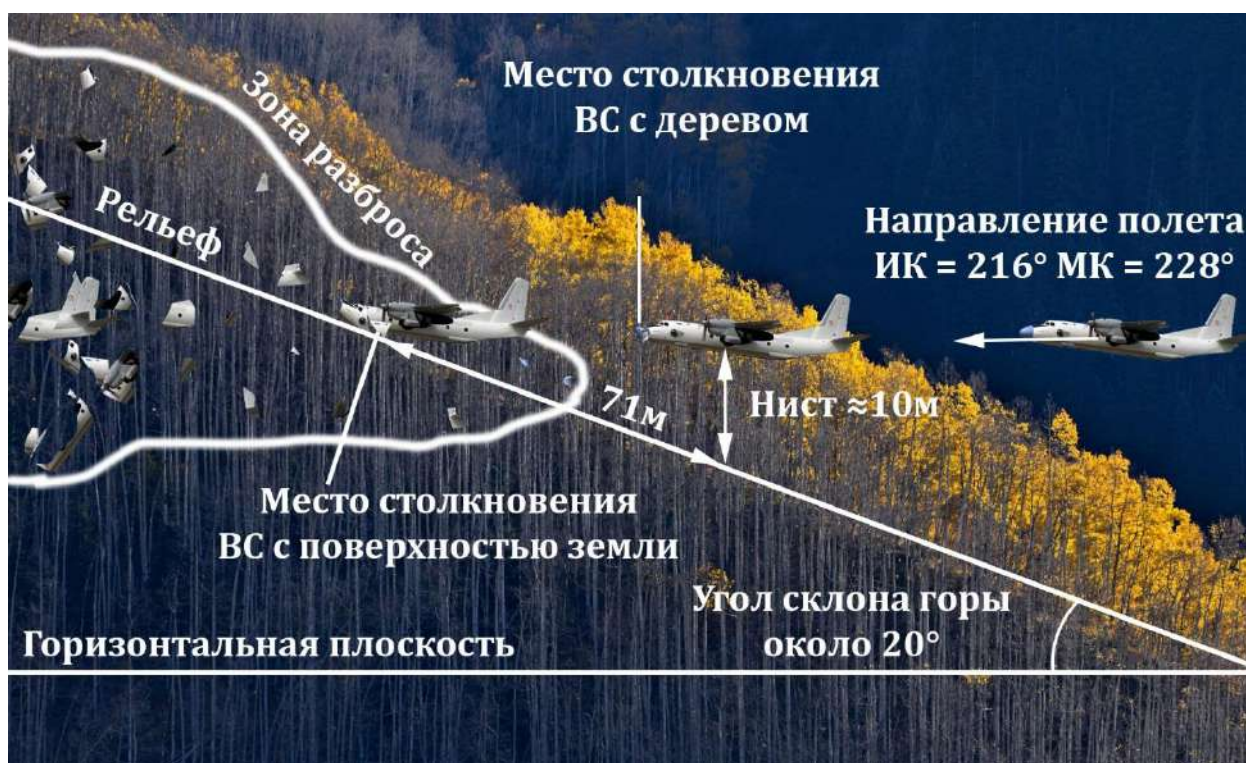 Место столкновения
ВС с деревом
Зона разброса
Рельеф
Направление полета
ИК = 216° МК = 228°
71м
Нист ≈10м
Место столкновения
ВС с поверхностью земли
Угол склона горы
около 20°
Горизонтальная плоскость